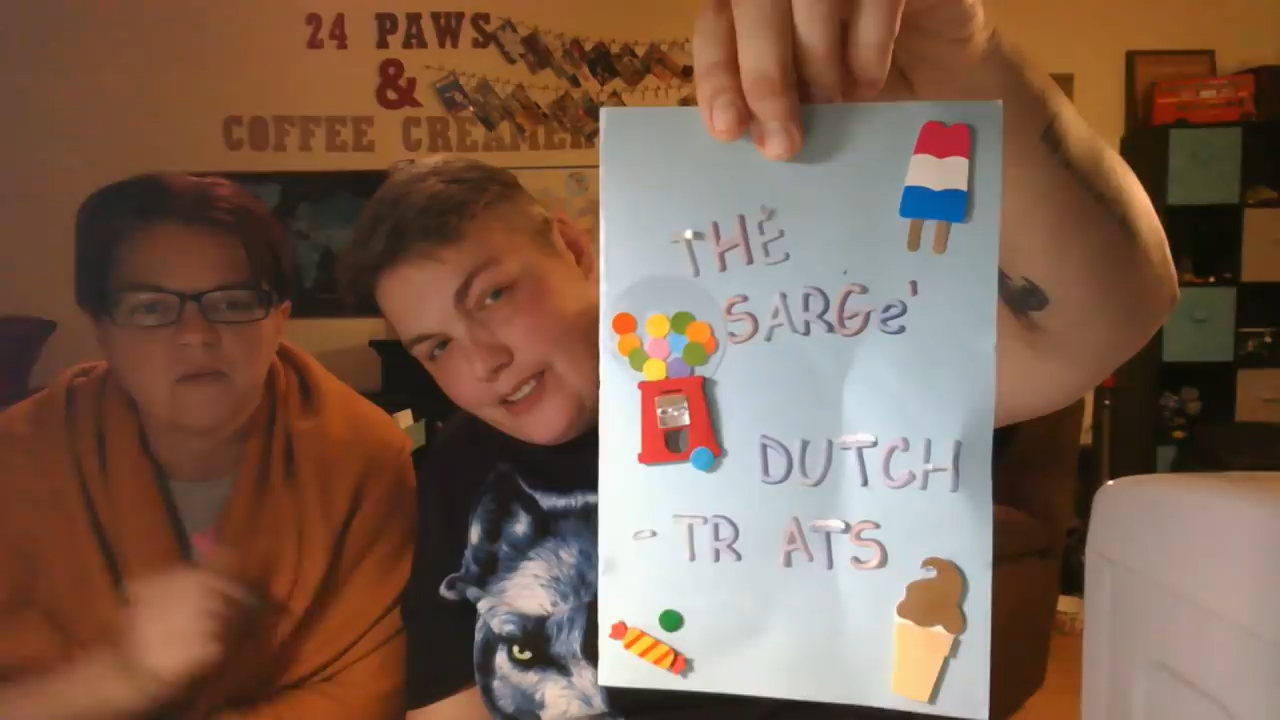 24 PAWS
&
COFFEE CREAMER
THE
SARGe'
DUTCH
- TR ATS